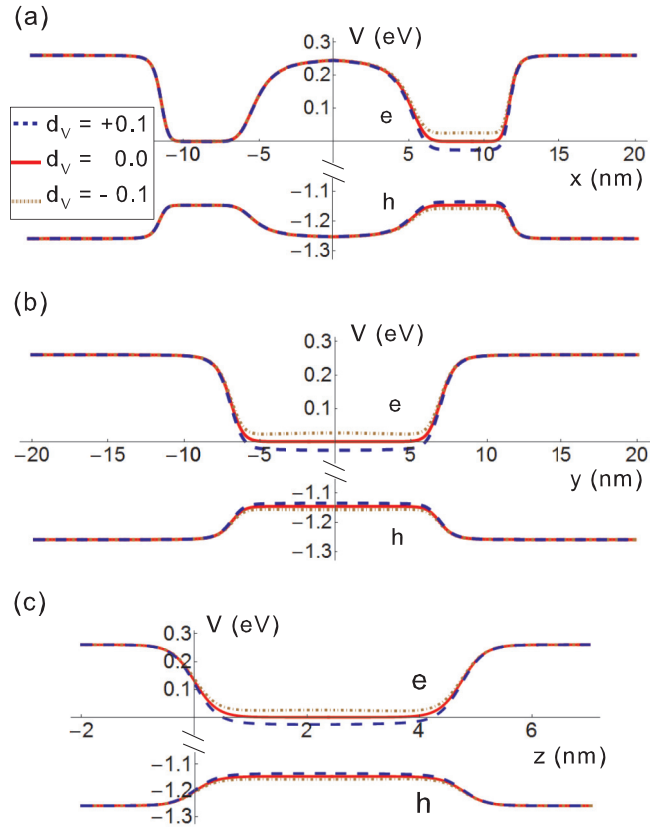 (a)
V (eV)
0.3
0.2
0.1
e
d_V = +0.1
d_V = 0.0
d_V = - 0.1
−10 −5 5 10 15 20
x (nm)
−1.1
−1.2
−1.3
h
(b)
V (eV)
0.3
0.2
0.1
e
−20 −15 −10 −5 5 10 15 20
y (nm)
−1.1
−1.2
−1.3
h
(c)
V (eV)
0.3
0.2
0.1
e
−2 2 4 6
z (nm)
−1.1
−1.2
−1.3
h